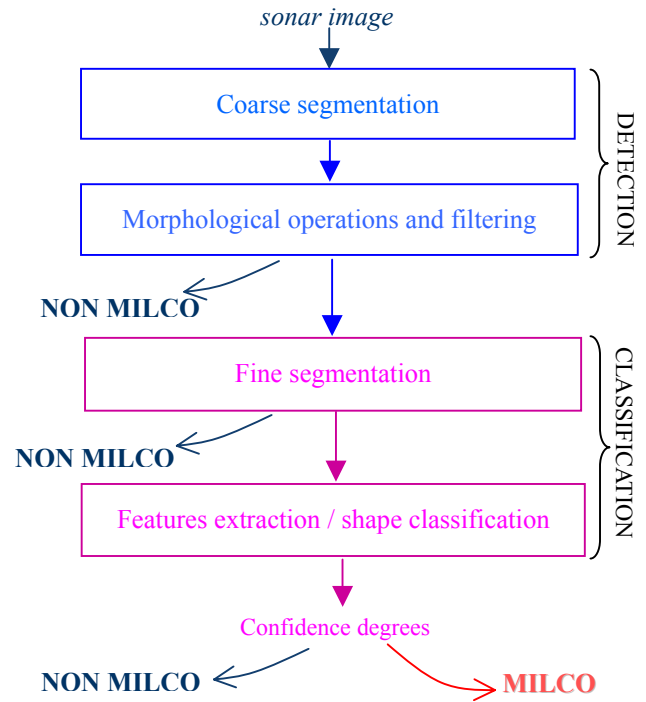 sonar image
Coarse segmentation
DETECTION
Morphological operations and filtering
NON MILCO
Fine segmentation
CLASSIFICATION
NON MILCO
Features extraction / shape classification
Confidence degrees
NON MILCO
MILCO